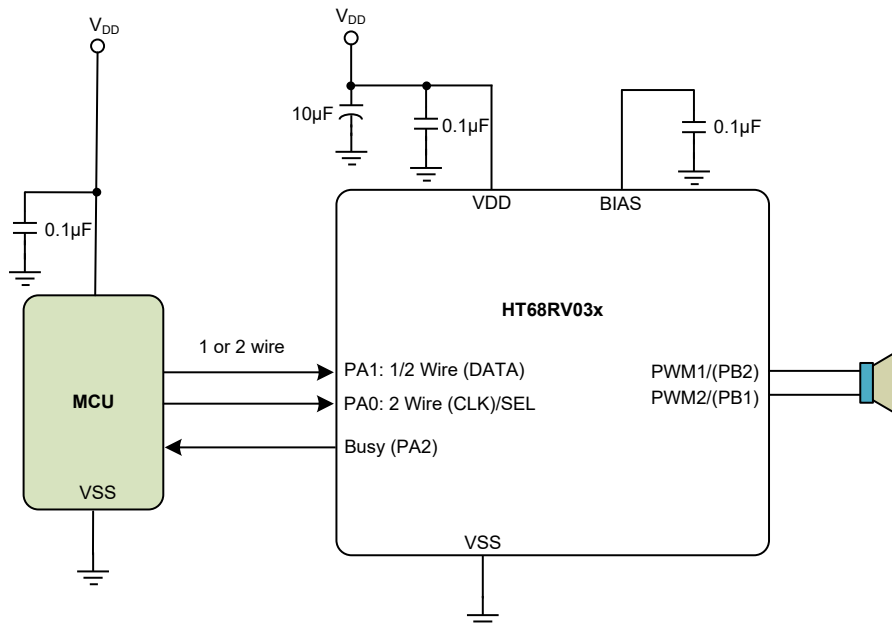 VDD
VDD
10µF
0.1µF
0.1µF
0.1µF
VDD
BIAS
HT68RV03x
1 or 2 wire
PA1: 1/2 Wire (DATA)
PWM1/(PB2)
MCU
PA0: 2 Wire (CLK)/SEL
PWM2/(PB1)
Busy (PA2)
VSS
VSS